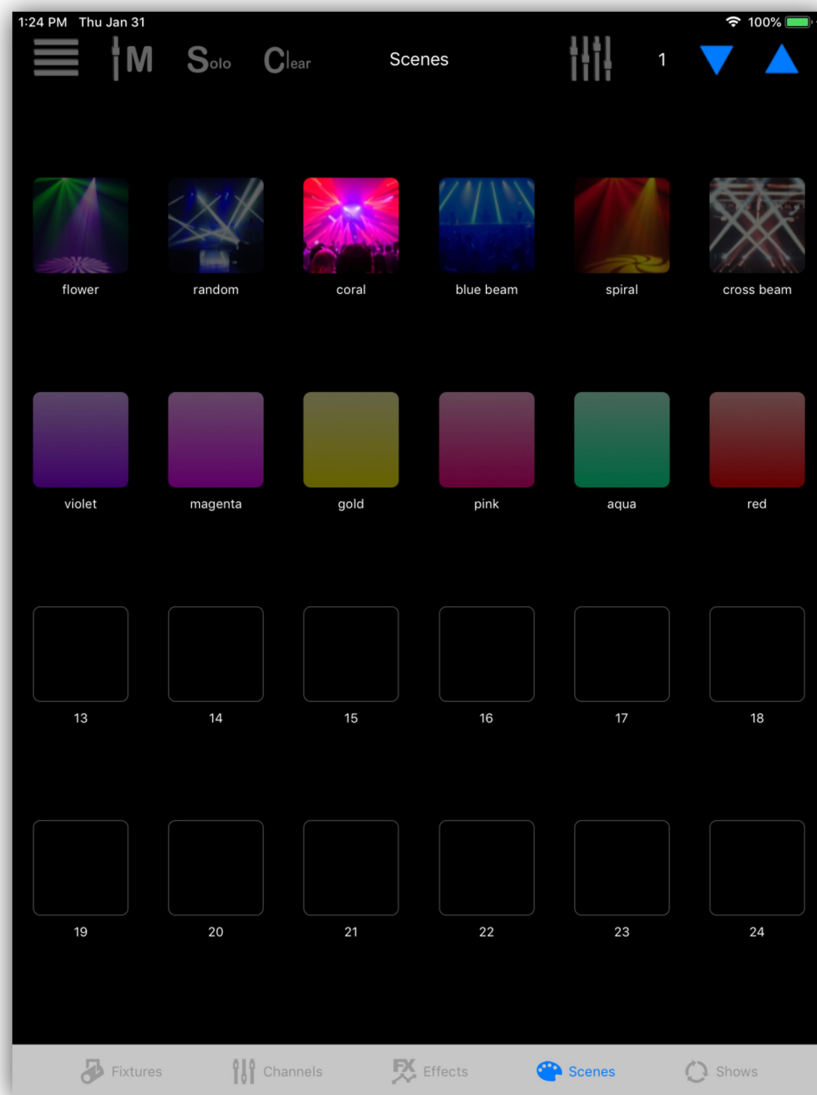 1:24 PM Thu Jan 31 100%
M Solo Clear Scenes 1
flower random coral blue beam spiral cross beam
violet magenta gold pink aqua red
13 14 15 16 17 18
19 20 21 22 23 24
Fixtures Channels FX Effects Scenes Shows